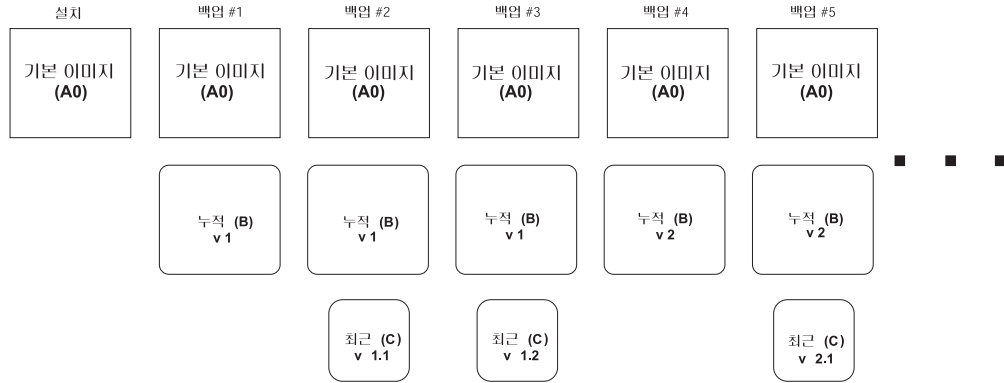 설치 백업 #1 백업 #2 백업 #3 백업 #4 백업 #5
기본 이미지 기본 이미지 기본 이미지 기본 이미지 기본 이미지 기본 이미지
(A0) (A0) (A0) (A0) (A0) (A0)
누적 (B) 누적 (B) 누적 (B) 누적 (B) 누적 (B)
v 1 v 1 v 1 v 2 v 2
최근 (C) 최근 (C) 최근 (C)
v 1.1 v 1.2 v 2.1